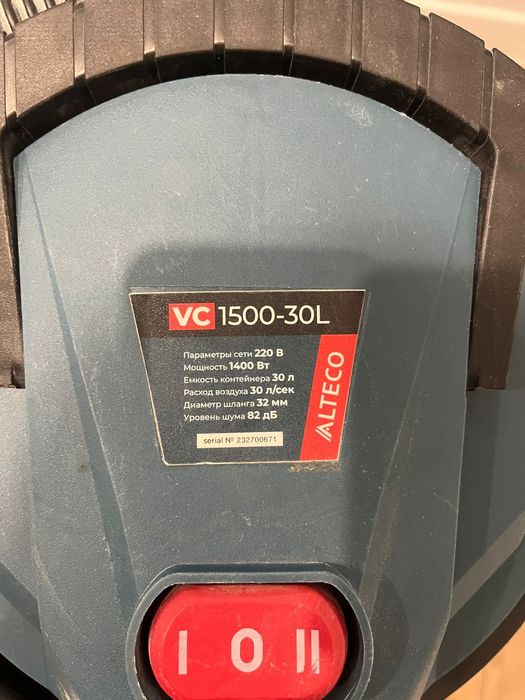 VC 1500-30L
Параметры сети 220 В
Мощность 1400 Вт
Емкость контейнера 30 л
Расход воздуха 30 л/сек
Диаметр шланга 32 мм
Уровень шума 82 дБ
serial № 232700671
ALTECO
I O II